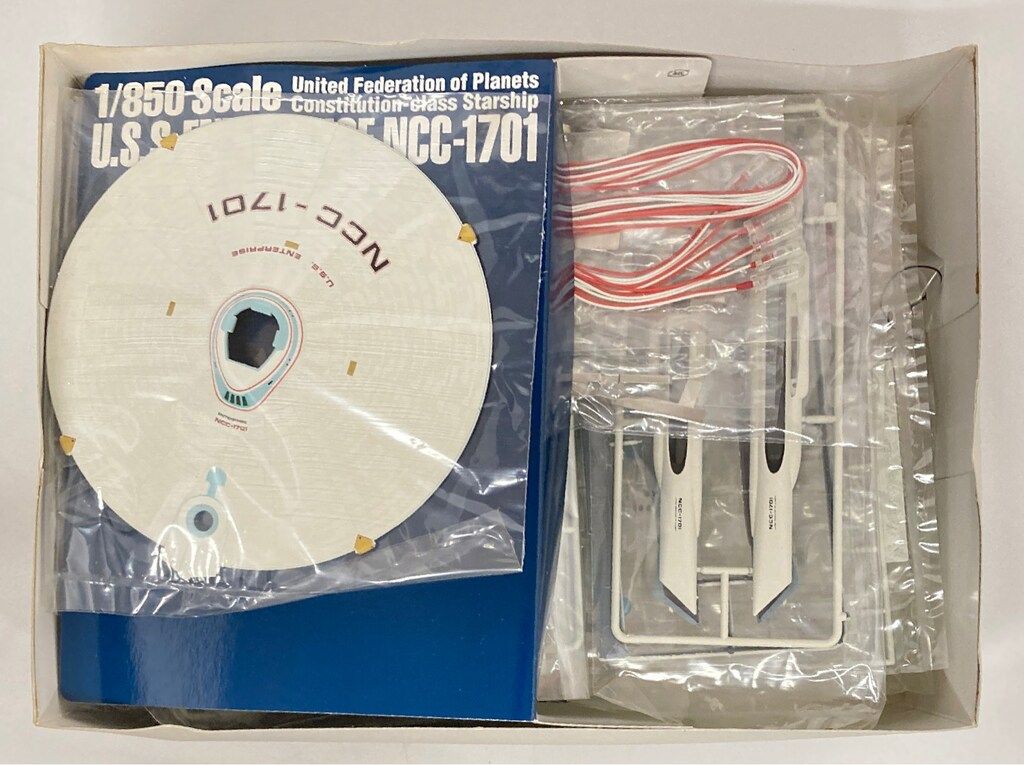 1/850 Scale United Federation of Planets
Constitution-class Starship
U.S.S. NCC-1701
NCC-1701
U.S.S. ENTERPRISE
NCC-1701
NCC-1701
NCC-1701